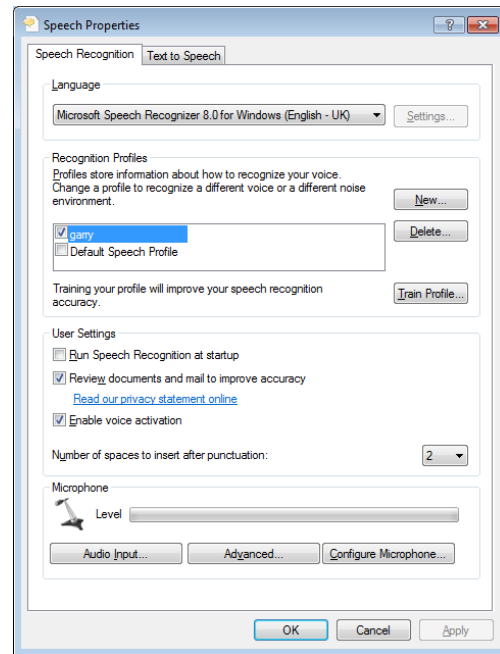 Speech Properties
Speech Recognition
Text to Speech
Language
Microsoft Speech Recognizer 8.0 for Windows (English - UK)
Settings...
Recognition Profiles
Profiles store information about how to recognize your voice.
Change a profile to recognize a different voice or a different noise
environment.
New...
garry
Delete...
Default Speech Profile
Training your profile will improve your speech recognition
accuracy.
Train Profile...
User Settings
Run Speech Recognition at startup
Review documents and mail to improve accuracy
Read our privacy statement online
Enable voice activation
Number of spaces to insert after punctuation:
2
Microphone
Level
Audio Input...
Advanced...
Configure Microphone...
OK
Cancel
Apply